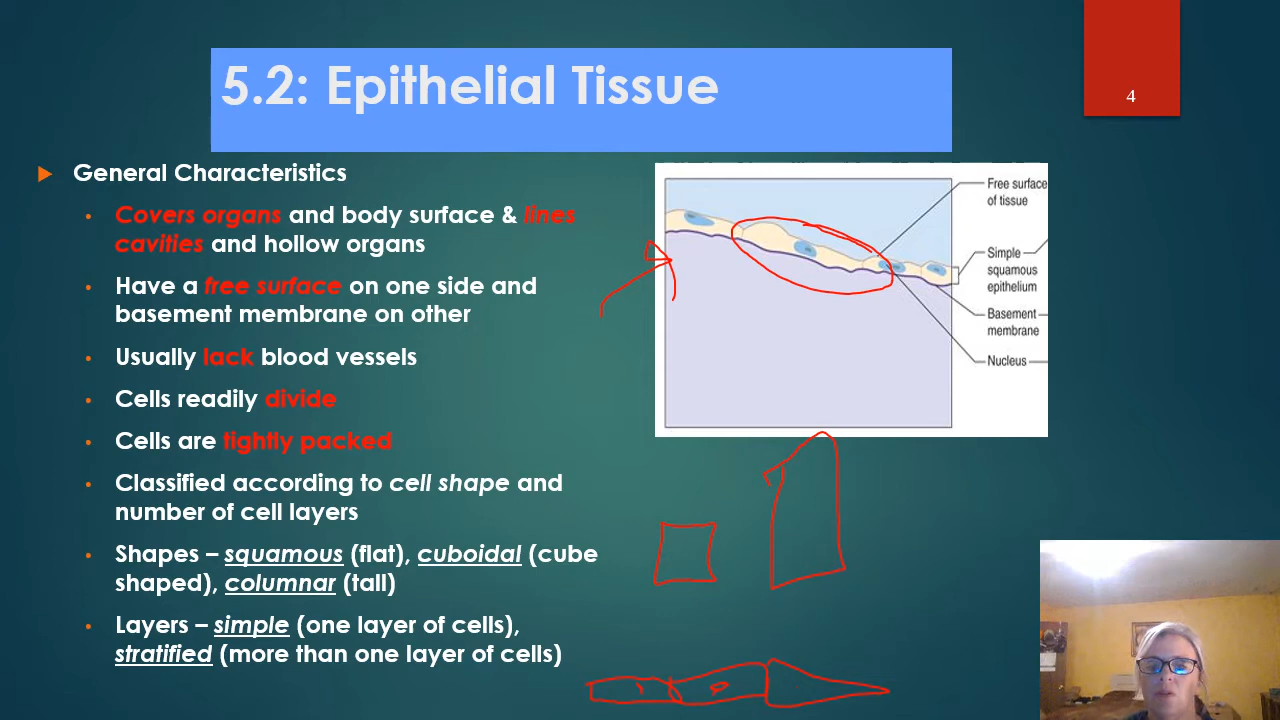 5.2: Epithelial Tissue
4
General Characteristics
Covers organs and body surface & lines
cavities and hollow organs
Have a free surface on one side and
basement membrane on other
Usually lack blood vessels
Cells readily divide
Cells are tightly packed
Classified according to cell shape and
number of cell layers
Shapes – squamous (flat), cuboidal (cube
shaped), columnar (tall)
Layers – simple (one layer of cells),
stratified (more than one layer of cells)
Free surface
of tissue
Simple
squamous
epithelium
Basement
membrane
Nucleus